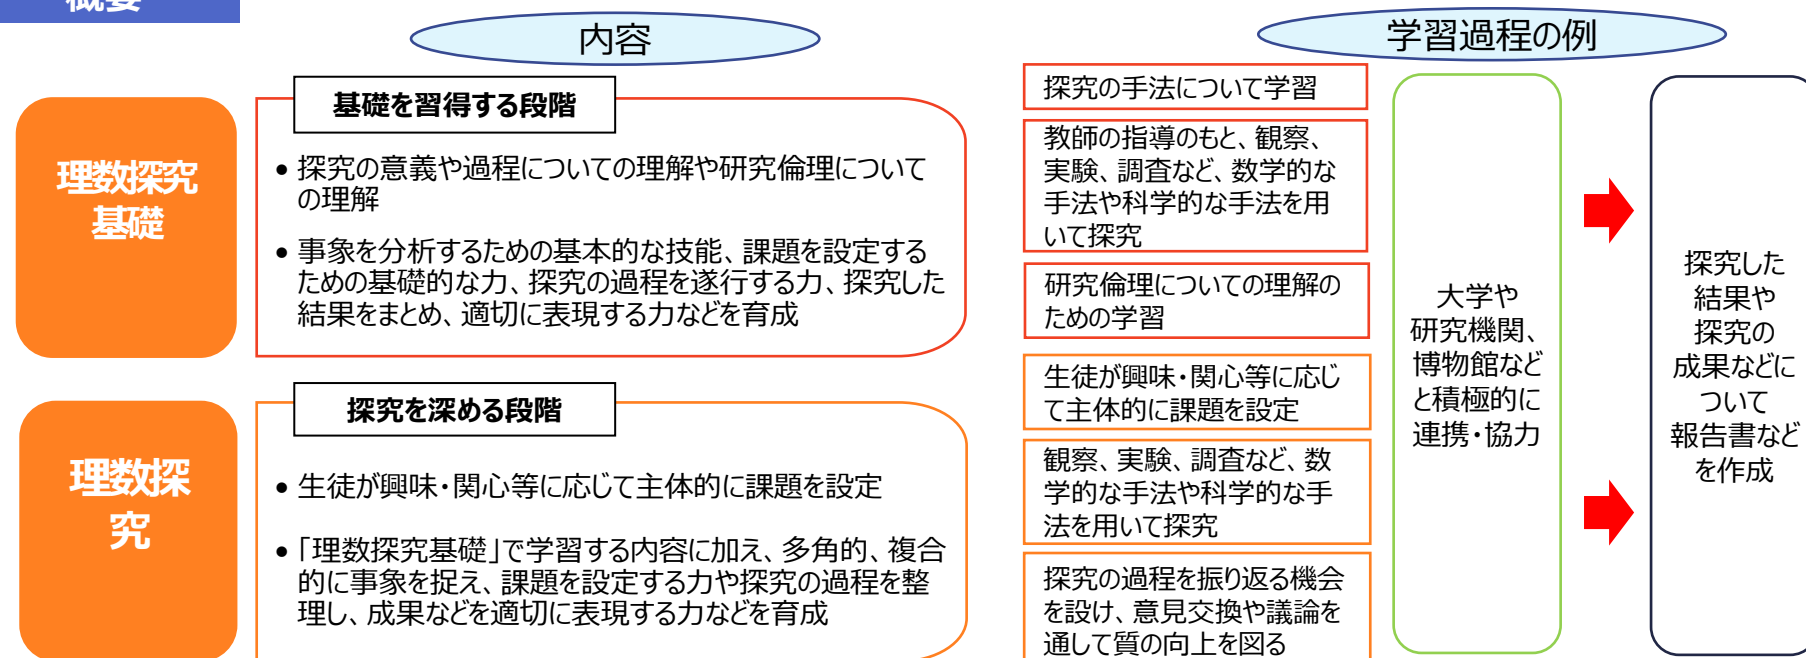 概要
内容
学習過程の例
理数探究
基礎
基礎を習得する段階
• 探究の意義や過程についての理解や研究倫理について
の理解
• 事象を分析するための基本的な技能、課題を設定する
ための基礎的な力、探究の過程を遂行する力、探究した
結果をまとめ、適切に表現する力などを育成
理数探
究
探究を深める段階
• 生徒が興味・関心等に応じて主体的に課題を設定
• 「理数探究基礎」で学習する内容に加え、多角的、複合
的に事象を捉え、課題を設定する力や探究の過程を整
理し、成果などを適切に表現する力などを育成
探究の手法について学習
教師の指導のもと、観察、
実験、調査など、数学的な
手法や科学的な手法を用
いて探究
研究倫理についての理解の
ための学習
生徒が興味・関心等に応じ
て主体的に課題を設定
観察、実験、調査など、数
学的な手法や科学的な手
法を用いて探究
探究の過程を振り返る機会
を設け、意見交換や議論を
通して質の向上を図る
大学や
研究機関、
博物館など
と積極的に
連携・協力
探究した
結果や
探究の
成果などに
ついて
報告書など
を作成